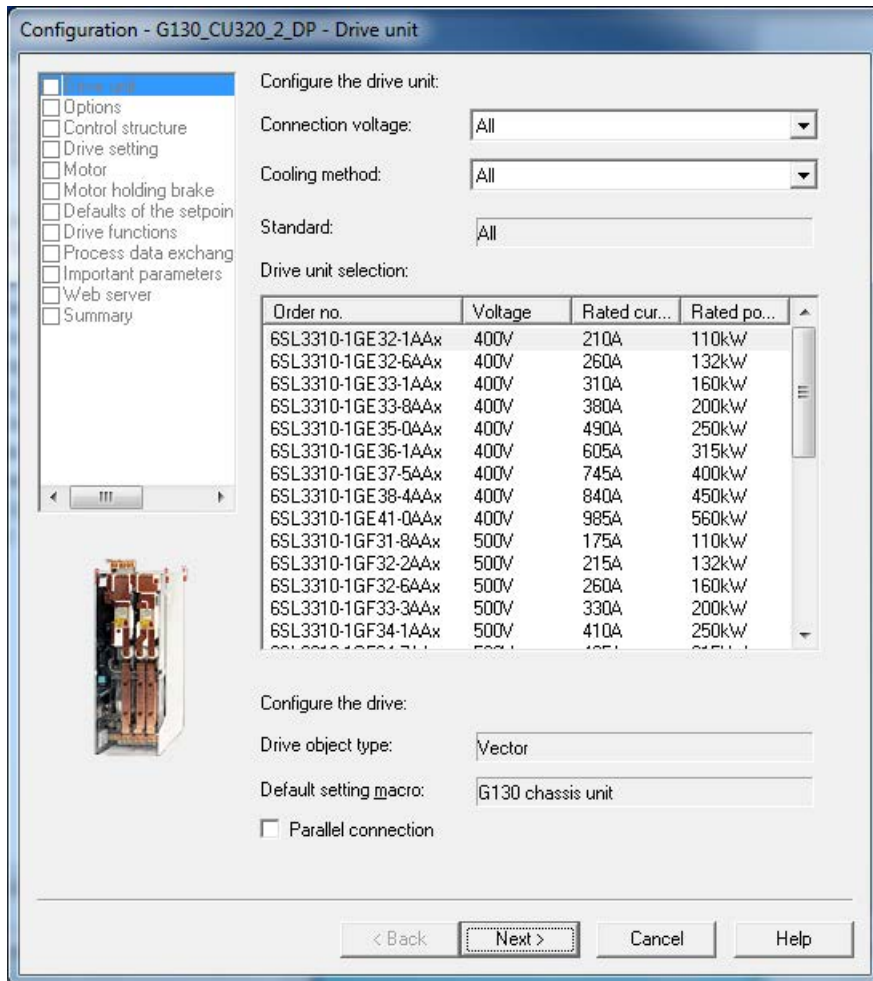 Configuration - G130_CU320_2_DP - Drive unit
Drive unit
Options
Control structure
Drive setting
Motor
Motor holding brake
Defaults of the setpoin
Drive functions
Process data exchang
Important parameters
Web server
Summary
Configure the drive unit:
Connection voltage: All
Cooling method: All
Standard: All
Drive unit selection:
Order no. Voltage Rated cur... Rated po...
6SL3310-1GE32-1AAx 400V 210A 110kW
6SL3310-1GE32-6AAx 400V 260A 132kW
6SL3310-1GE33-1AAx 400V 310A 160kW
6SL3310-1GE33-8AAx 400V 380A 200kW
6SL3310-1GE35-0AAx 400V 490A 250kW
6SL3310-1GE36-1AAx 400V 605A 315kW
6SL3310-1GE37-5AAx 400V 745A 400kW
6SL3310-1GE38-4AAx 400V 840A 450kW
6SL3310-1GE41-0AAx 400V 985A 560kW
6SL3310-1GF31-8AAx 500V 175A 110kW
6SL3310-1GF32-2AAx 500V 215A 132kW
6SL3310-1GF32-6AAx 500V 260A 160kW
6SL3310-1GF33-3AAx 500V 330A 200kW
6SL3310-1GF34-1AAx 500V 410A 250kW
Configure the drive:
Drive object type: Vector
Default setting macro: G130 chassis unit
Parallel connection
< Back Next > Cancel Help